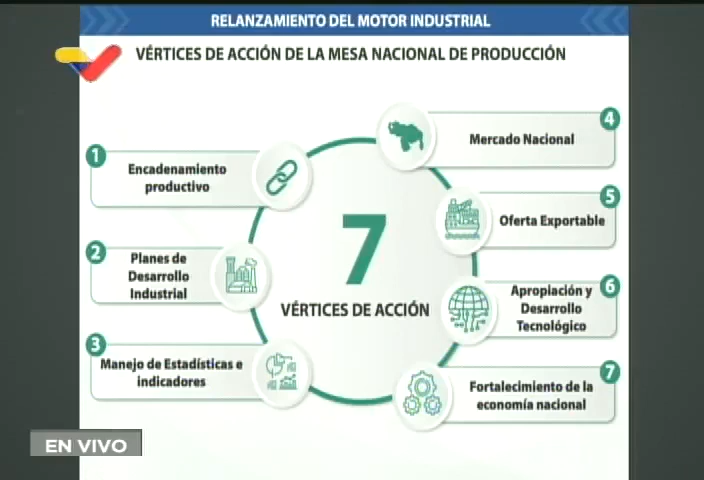 RELANZAMIENTO DEL MOTOR INDUSTRIAL
VÉRTICES DE ACCIÓN DE LA MESA NACIONAL DE PRODUCCIÓN
1
Encadenamiento
productivo
2
Planes de
Desarrollo
Industrial
3
Manejo de Estadísticas e
indicadores
7
VÉRTICES DE ACCIÓN
4
Mercado Nacional
5
Oferta Exportable
6
Apropiación y
Desarrollo
Tecnológico
7
Fortalecimiento de la
economía nacional
EN VIVO